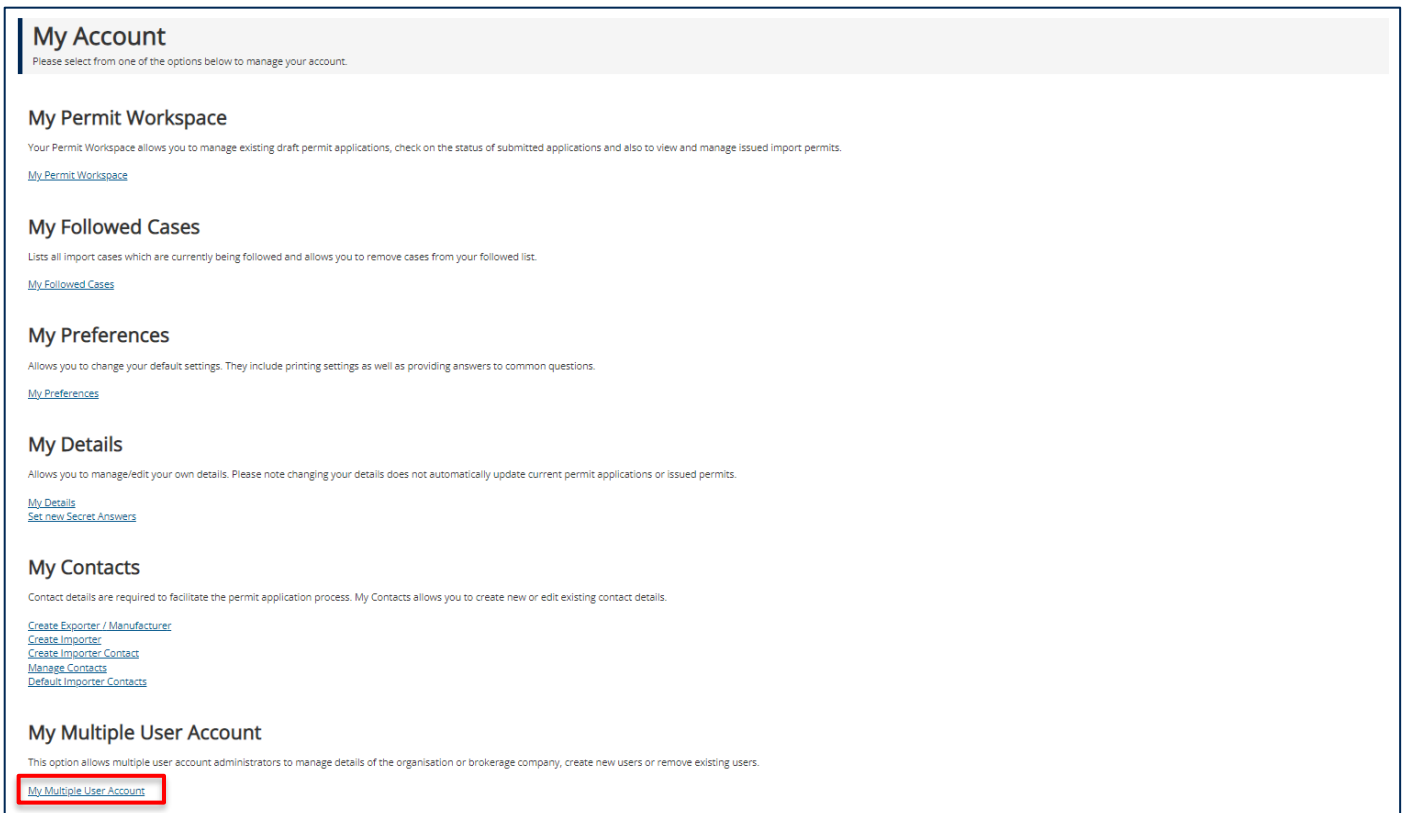 My Account
Please select from one of the options below to manage your account.
My Permit Workspace
Your Permit Workspace allows you to manage existing draft permit applications, check on the status of submitted applications and also to view and manage issued import permits.
My Permit Workspace
My Followed Cases
Lists all import cases which are currently being followed and allows you to remove cases from your followed list.
My Followed Cases
My Preferences
Allows you to change your default settings. They include printing settings as well as providing answers to common questions.
My Preferences
My Details
Allows you to manage/edit your own details. Please note changing your details does not automatically update current permit applications or issued permits.
My Details
Set new Secret Answers
My Contacts
Contact details are required to facilitate the permit application process. My Contacts allows you to create new or edit existing contact details.
Create Exporter / Manufacturer
Create Importer
Create Importer Contact
Manage Contacts
Default Importer Contacts
My Multiple User Account
This option allows multiple user account administrators to manage details of the organisation or brokerage company, create new users or remove existing users.
My Multiple User Account